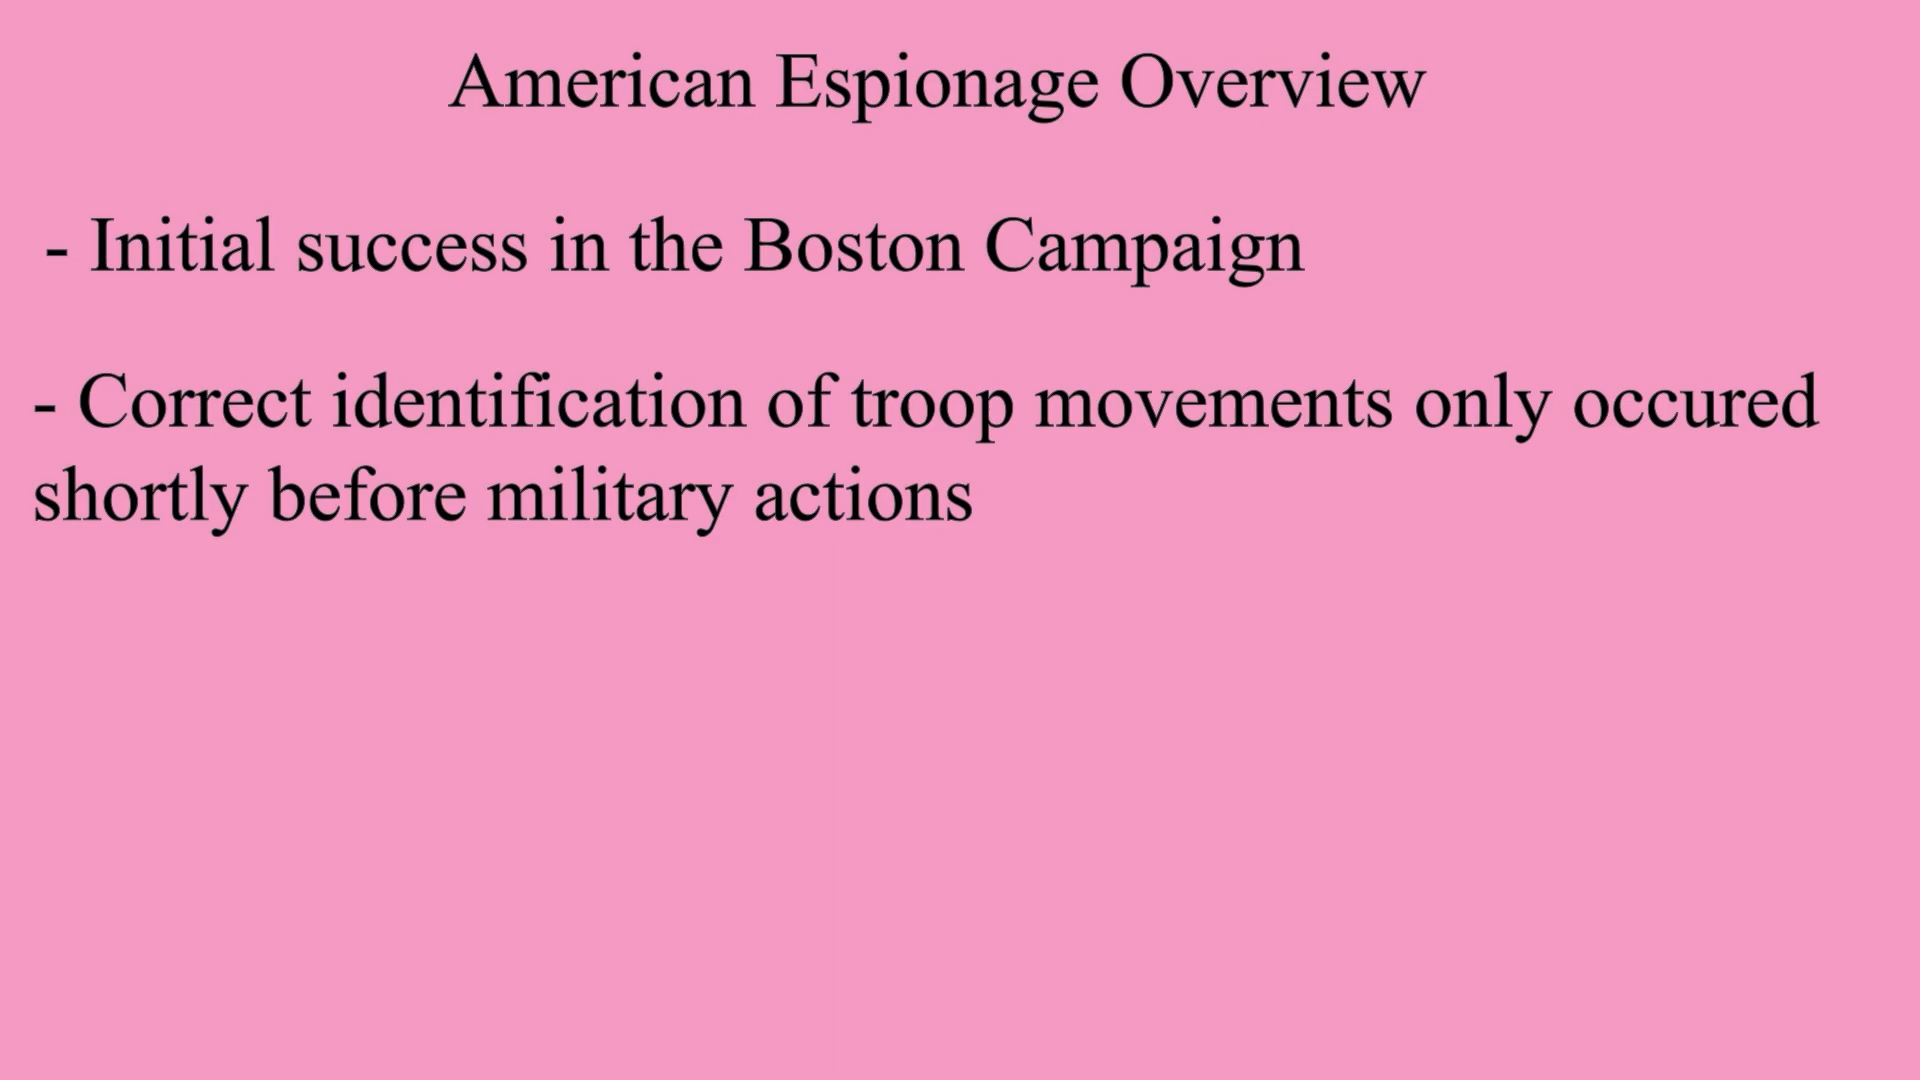 American Espionage Overview
- Initial success in the Boston Campaign
- Correct identification of troop movements only occured
shortly before military actions